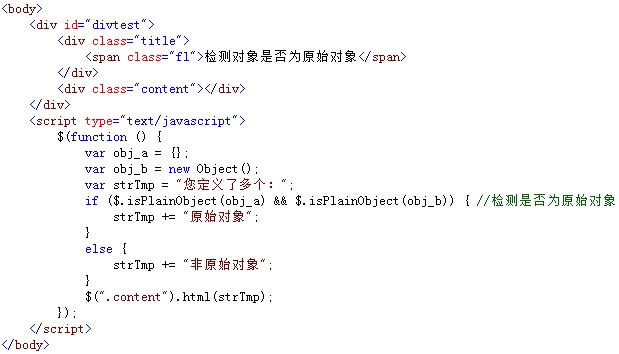 <body>
    <div id="divtest">
        <div class="title">
            <span class="fl">检测对象是否为原始对象</span>
        </div>
        <div class="content"></div>
    </div>
    <script type="text/javascript">
        $(function () {
            var obj_a = {};
            var obj_b = new Object();
            var strTmp = "您定义了多个：";
            if ($.isPlainObject(obj_a) && $.isPlainObject(obj_b)) { //检测是否为原始对象
                strTmp += "原始对象";
            }
            else {
                strTmp += "非原始对象";
            }
            $(".content").html(strTmp);
        });
    </script>
</body>